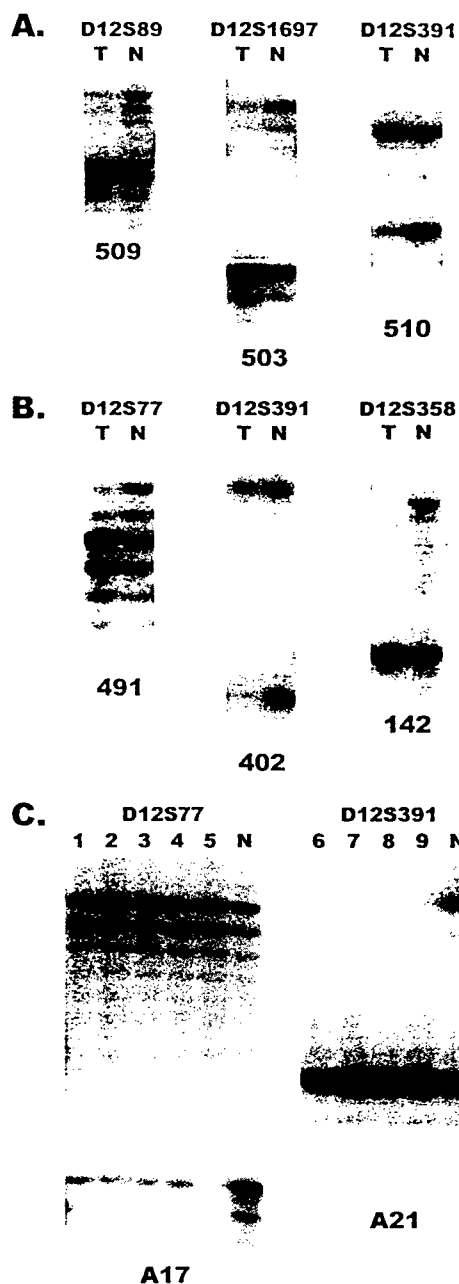 A.
D12S89 D12S1697 D12S391
T N T N T N
509
503
510
B.
D12S77 D12S391 D12S358
T N T N T N
491
402
142
C.
D12S77 D12S391
1 2 3 4 5 N 6 7 8 9 N
A17
A21